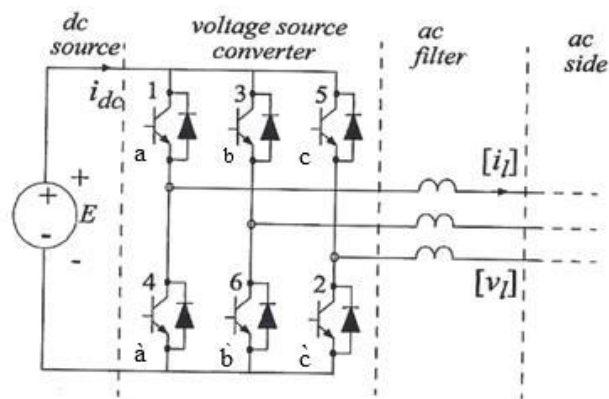 dc source
voltage source converter
ac filter
ac side
i_dc
1 3 5
a b c
[i_l]
+ + E - -
[v_l]
4 6 2
à b̀ c̀